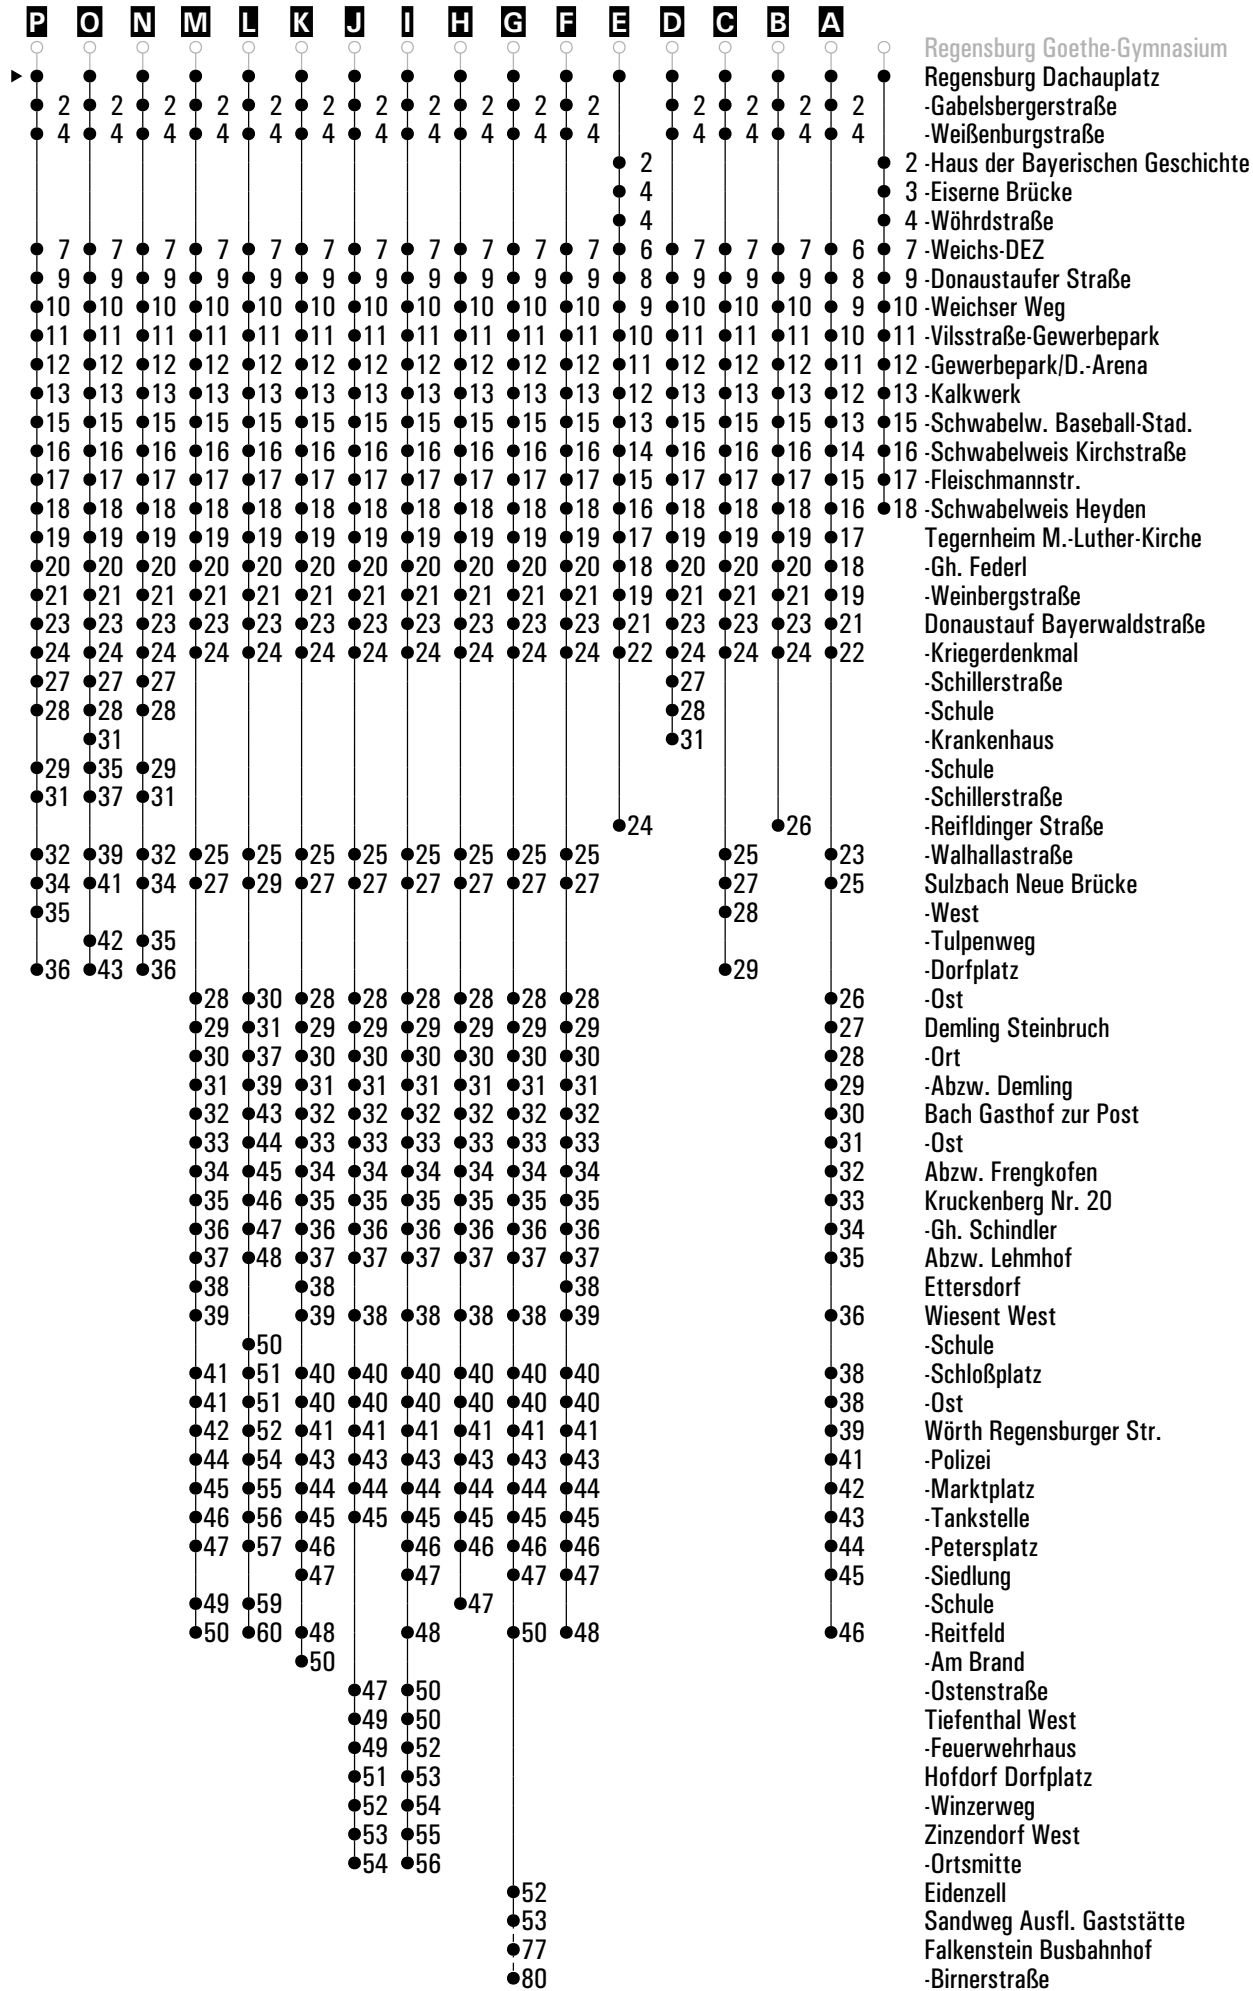 P O N M L K J I H G F E D C B A
Regensburg Goethe-Gymnasium
Regensburg Dachauplatz
2 2 2 2 2 2 2 2 2 2 2 2 2 2 2 -Gabelsbergerstraße
4 4 4 4 4 4 4 4 4 4 4 4 4 4 4 -Weißenburgstraße
2 2 -Haus der Bayerischen Geschichte
4 3 -Eiserne Brücke
4 4 -Wöhrdstraße
7 7 7 7 7 7 7 7 7 7 7 6 7 7 7 6 7 -Weichs-DEZ
9 9 9 9 9 9 9 9 9 9 9 8 9 9 9 8 9 -Donaustaufer Straße
10 10 10 10 10 10 10 10 10 10 10 9 10 10 10 9 10 -Weichser Weg
11 11 11 11 11 11 11 11 11 11 11 10 11 11 11 10 11 -Vilsstraße-Gewerbepark
12 12 12 12 12 12 12 12 12 12 12 11 12 12 12 11 12 -Gewerbepark/D.-Arena
13 13 13 13 13 13 13 13 13 13 13 12 13 13 13 12 13 -Kalkwerk
15 15 15 15 15 15 15 15 15 15 15 13 15 15 15 13 15 -Schwabelw. Baseball-Stad.
16 16 16 16 16 16 16 16 16 16 16 14 16 16 16 14 16 -Schwabelweis Kirchstraße
17 17 17 17 17 17 17 17 17 17 17 15 17 17 17 15 17 -Fleischmannstr.
18 18 18 18 18 18 18 18 18 18 18 16 18 18 18 16 18 -Schwabelweis Heyden
19 19 19 19 19 19 19 19 19 19 19 17 19 19 19 17 Tegernheim M.-Luther-Kirche
20 20 20 20 20 20 20 20 20 20 20 18 20 20 20 18 -Gh. Federl
21 21 21 21 21 21 21 21 21 21 21 19 21 21 21 19 -Weinbergstraße
23 23 23 23 23 23 23 23 23 23 23 21 23 23 23 21 Donaustauf Bayerwaldstraße
24 24 24 24 24 24 24 24 24 24 24 22 24 24 24 22 -Kriegerdenkmal
27 27 27 27 -Schillerstraße
28 28 28 28 -Schule
31 31 -Krankenhaus
29 35 29 -Schule
31 37 31 -Schillerstraße
24 26 -Reifldinger Straße
32 39 32 25 25 25 25 25 25 25 25 25 23 -Walhallastraße
34 41 34 27 29 27 27 27 27 27 27 27 25 Sulzbach Neue Brücke
35 28 -West
42 35 -Tulpenweg
36 43 36 29 -Dorfplatz
28 30 28 28 28 28 28 28 26 -Ost
29 31 29 29 29 29 29 29 27 Demling Steinbruch
30 37 30 30 30 30 30 30 28 -Ort
31 39 31 31 31 31 31 31 29 -Abzw. Demling
32 43 32 32 32 32 32 32 30 Bach Gasthof zur Post
33 44 33 33 33 33 33 33 31 -Ost
34 45 34 34 34 34 34 34 32 Abzw. Frengkofen
35 46 35 35 35 35 35 35 33 Kruckenberg Nr. 20
36 47 36 36 36 36 36 36 34 -Gh. Schindler
37 48 37 37 37 37 37 37 35 Abzw. Lehmhof
38 38 38 Ettersdorf
39 39 38 38 38 38 39 36 Wiesent West
50 -Schule
41 51 40 40 40 40 40 40 38 -Schloßplatz
41 51 40 40 40 40 40 40 38 -Ost
42 52 41 41 41 41 41 41 39 Wörth Regensburger Str.
44 54 43 43 43 43 43 43 41 -Polizei
45 55 44 44 44 44 44 44 42 -Marktplatz
46 56 45 45 45 45 45 45 43 -Tankstelle
47 57 46 46 46 46 46 44 -Petersplatz
47 47 47 47 45 -Siedlung
49 59 47 -Schule
50 60 48 48 50 48 46 -Reitfeld
50 -Am Brand
47 50 -Ostenstraße
49 50 Tiefenthal West
49 52 -Feuerwehrhaus
51 53 Hofdorf Dorfplatz
52 54 -Winzerweg
53 55 Zinzendorf West
54 56 -Ortsmitte
52 Eidenzell
53 Sandweg Ausfl. Gaststätte
77 Falkenstein Busbahnhof
80 -Birnerstraße